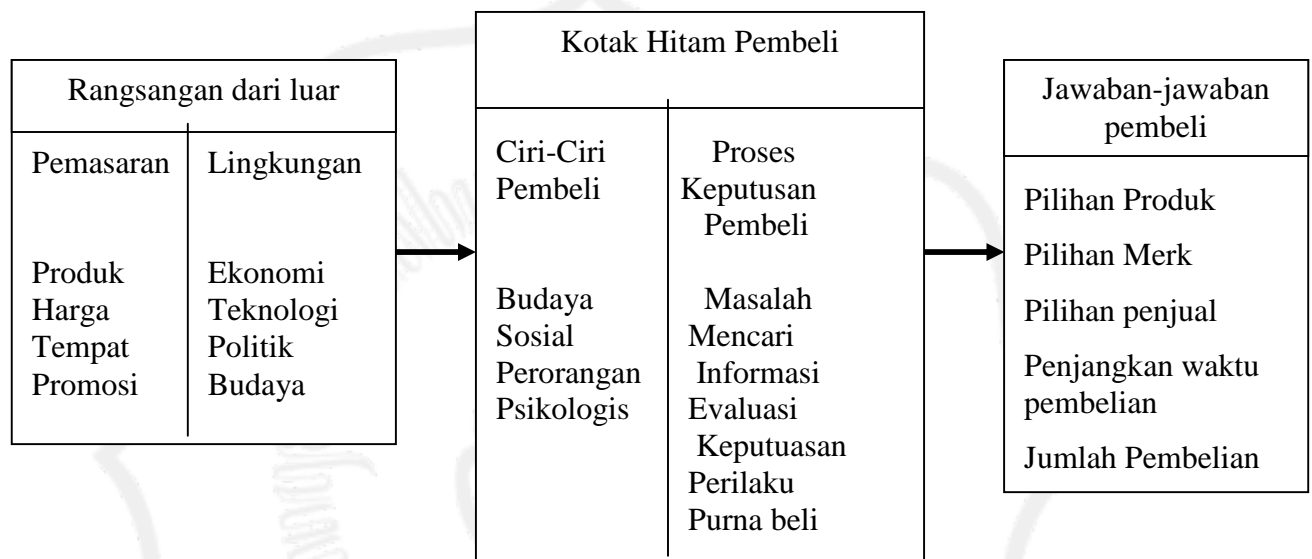 Rangsangan dari luar
Pemasaran
Produk
Harga
Tempat
Promosi
Lingkungan
Ekonomi
Teknologi
Politik
Budaya
Kotak Hitam Pembeli
Ciri-Ciri
Pembeli
Budaya
Sosial
Perorangan
Psikologis
Proses
Keputusan
Pembeli
Masalah
Mencari
Informasi
Evaluasi
Keputuasan
Perilaku
Purna beli
Jawaban-jawaban
pembeli
Pilihan Produk
Pilihan Merk
Pilihan penjual
Penjangkan waktu
pembelian
Jumlah Pembelian